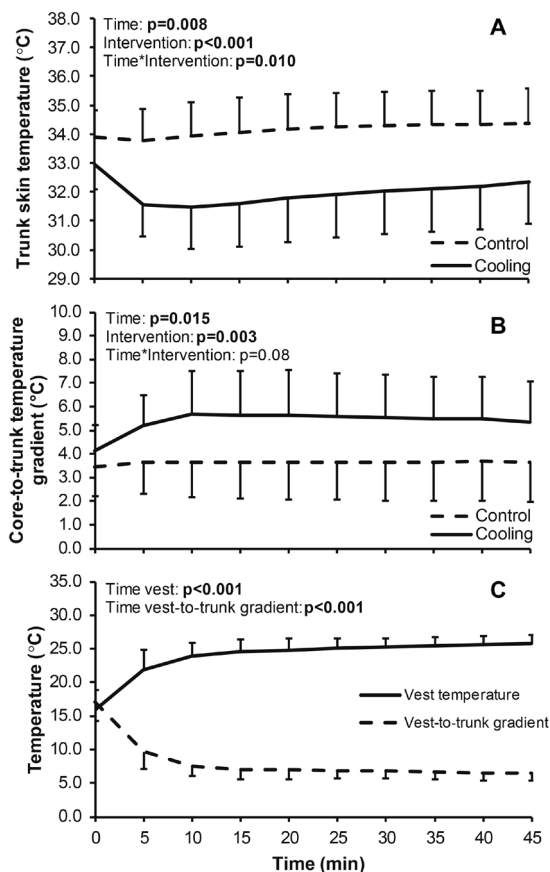 Trunk skin temperature (°C)
38.0
37.0
36.0
35.0
34.0
33.0
32.0
31.0
30.0
29.0
Time: p=0.008
Intervention: p<0.001
Time*Intervention: p=0.010
A
Control
Cooling
Core-to-trunk temperature
gradient (°C)
10.0
9.0
8.0
7.0
6.0
5.0
4.0
3.0
2.0
1.0
0.0
Time: p=0.015
Intervention: p=0.003
Time*Intervention: p=0.08
B
Control
Cooling
Temperature (°C)
35.0
30.0
25.0
20.0
15.0
10.0
5.0
0.0
Time vest: p<0.001
Time vest-to-trunk gradient: p<0.001
C
Vest temperature
Vest-to-trunk gradient
0 5 10 15 20 25 30 35 40 45
Time (min)